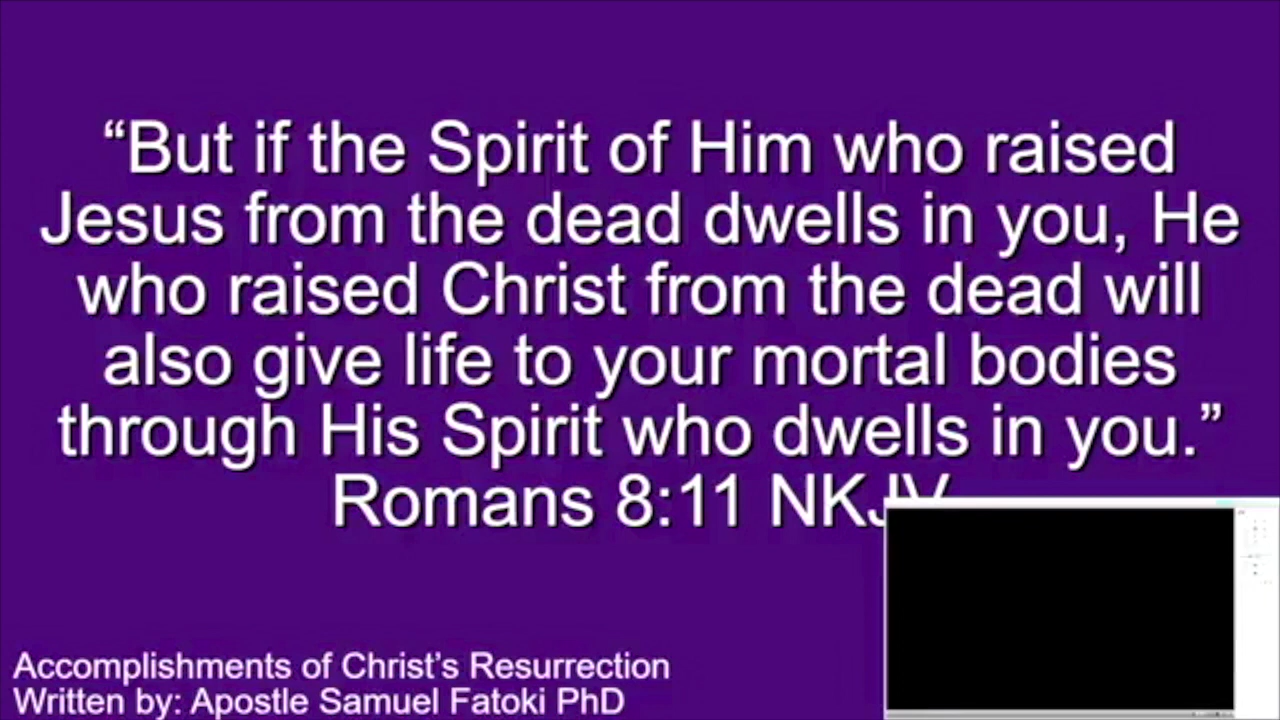 “But if the Spirit of Him who raised
Jesus from the dead dwells in you, He
who raised Christ from the dead will
also give life to your mortal bodies
through His Spirit who dwells in you.”
Romans 8:11 NKJV
Accomplishments of Christ’s Resurrection
Written by: Apostle Samuel Fatoki PhD